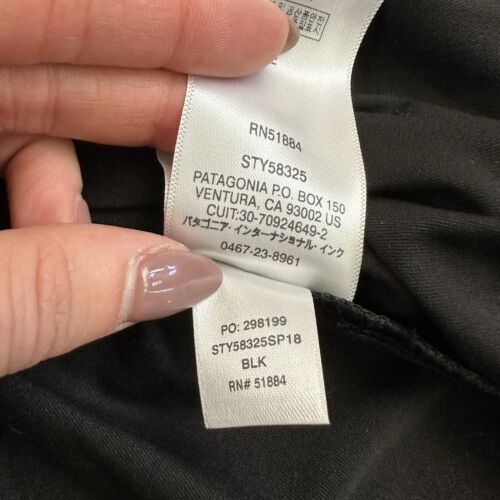 RN51884
STY58325
PATAGONIA P.O. BOX 150
VENTURA, CA 93002 US
CUIT:30-70924649-2
パタゴニア・インターナショナル・インク
0467-23-8961
PO: 298199
STY58325SP18
BLK
RN# 51884